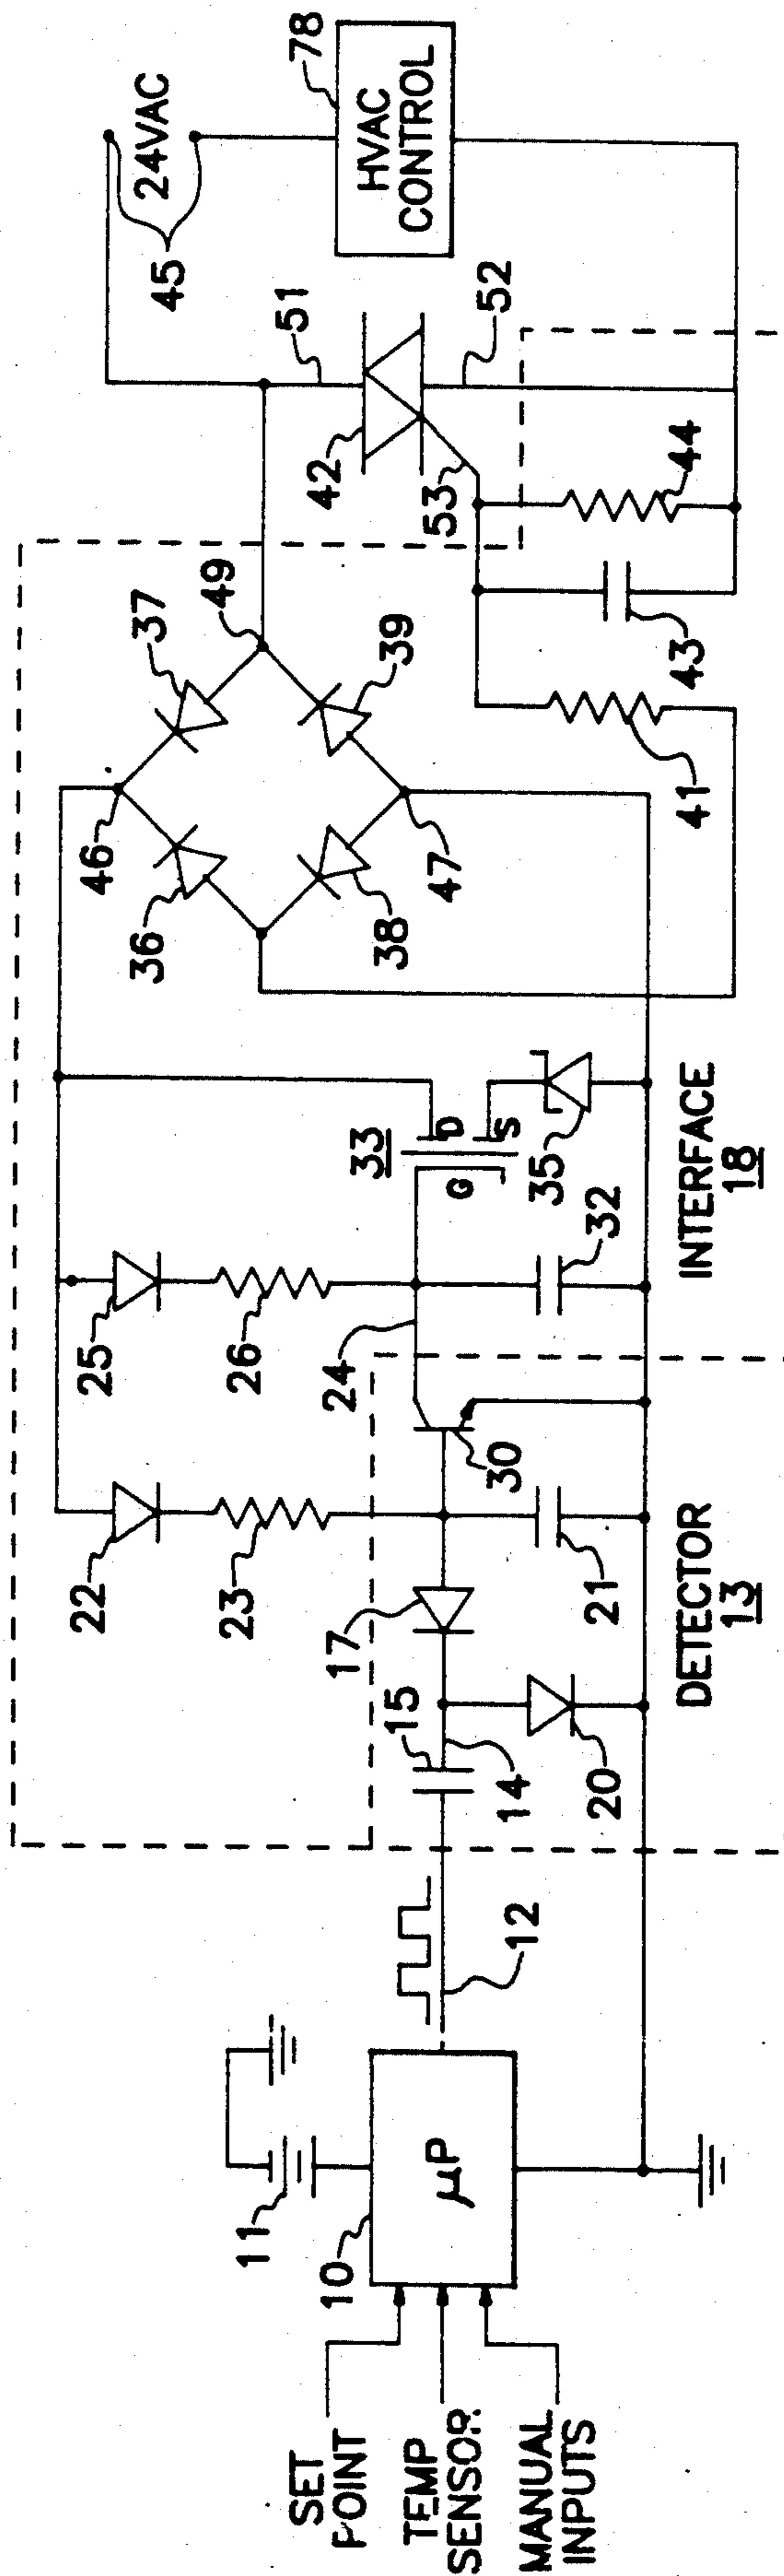 SET
POINT
TEMP
SENSOR
MANUAL
INPUTS
10
11
μP
12
14
15
17
20
DETECTOR
13
21
22
23
24
25
26
30
32
33
G
D
S
35
INTERFACE
18
36
37
38
39
46
47
49
41
42
43
44
51
52
53
45
24VAC
HVAC
CONTROL
78